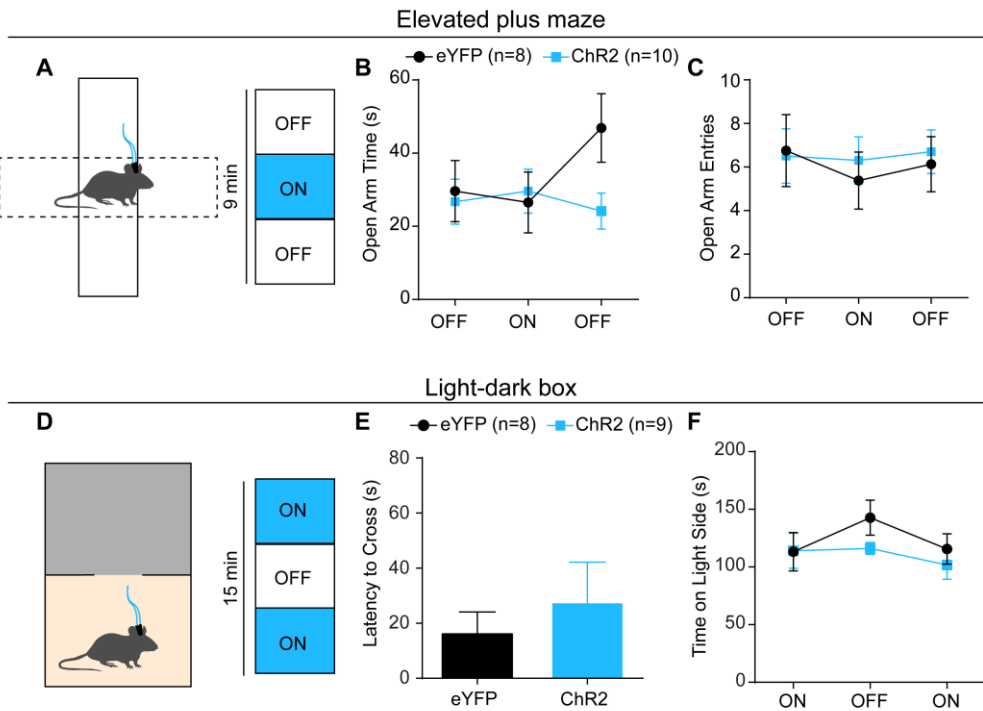 Elevated plus maze
A
OFF
ON
OFF
9 min
B
eYFP (n=8) ChR2 (n=10)
Open Arm Time (s)
60
40
20
0
OFF ON OFF
C
Open Arm Entries
10
8
6
4
2
0
OFF ON OFF
Light-dark box
D
ON
OFF
ON
15 min
E
eYFP (n=8) ChR2 (n=9)
Latency to Cross (s)
80
60
40
20
0
eYFP ChR2
F
Time on Light Side (s)
200
150
100
50
0
ON OFF ON